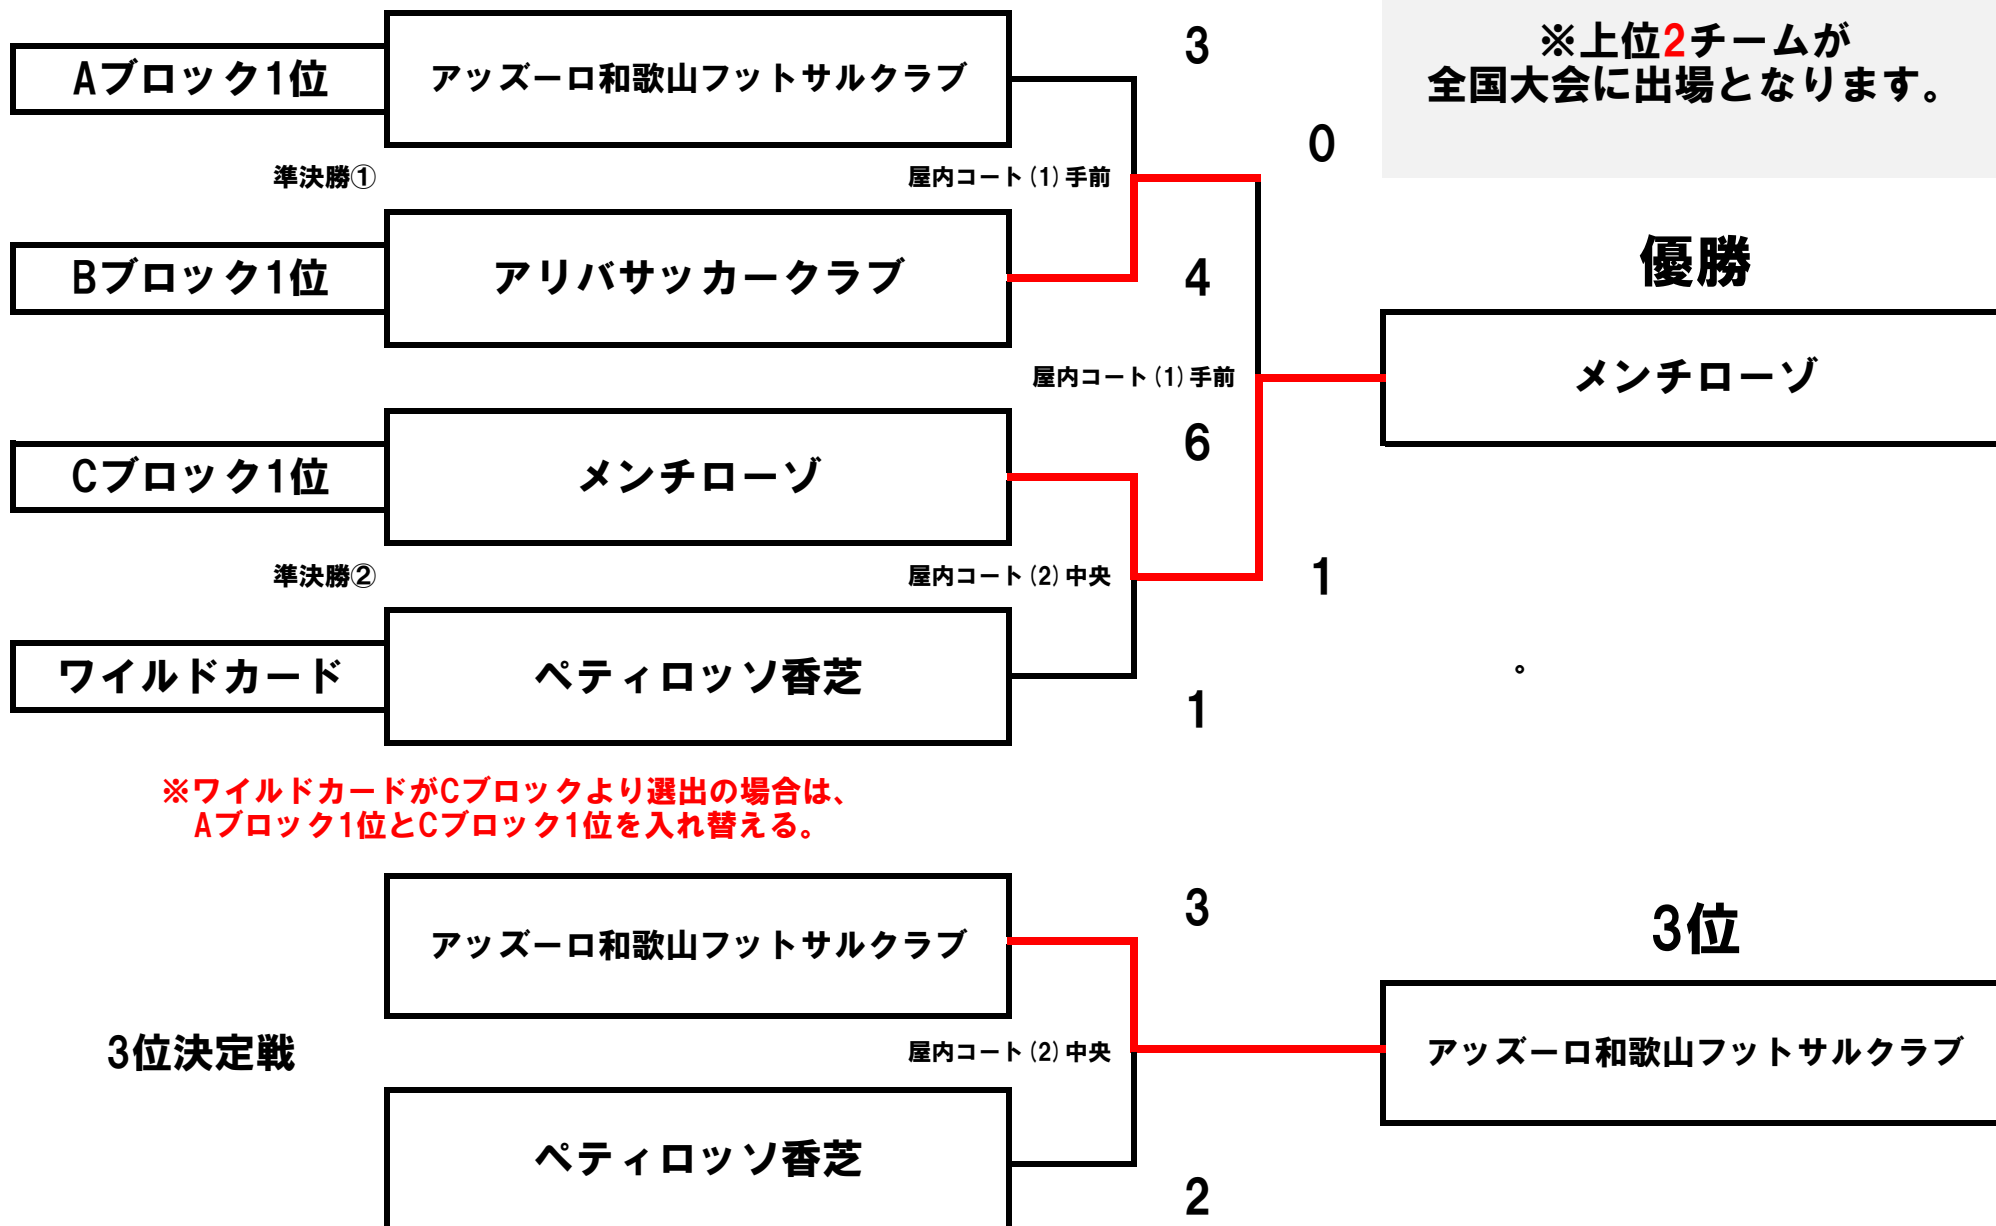 ※上位2チームが
全国大会に出場となります。
Aブロック1位
アッズーロ和歌山フットサルクラブ
3
0
準決勝①
屋内コート(1)手前
Bブロック1位
アリバサッカークラブ
4
優勝
屋内コート(1)手前
メンチローゾ
Cブロック1位
メンチローゾ
6
準決勝②
屋内コート(2)中央
1
ワイルドカード
ペティロッソ香芝
1
。
※ワイルドカードがCブロックより選出の場合は、
Aブロック1位とCブロック1位を入れ替える。
アッズーロ和歌山フットサルクラブ
3
3位
3位決定戦
屋内コート(2)中央
アッズーロ和歌山フットサルクラブ
ペティロッソ香芝
2